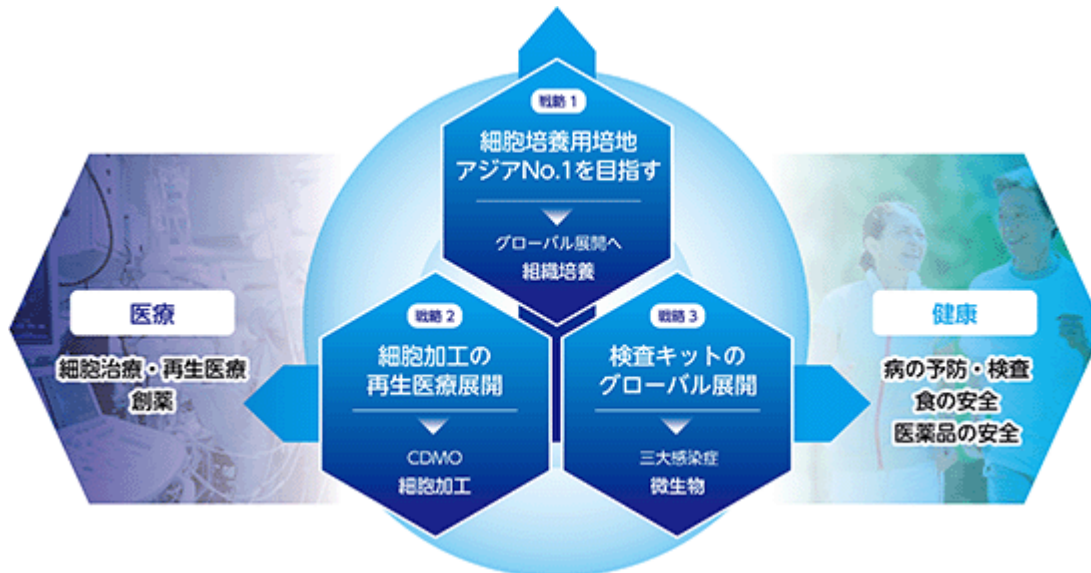 戦略 1
細胞培養用培地
アジアNo.1を目指す
グローバル展開へ
組織培養
医療
細胞治療・再生医療
創薬
戦略 2
細胞加工の
再生医療展開
CDMO
細胞加工
戦略 3
検査キットの
グローバル展開
三大感染症
微生物
健康
病の予防・検査
食の安全
医薬品の安全